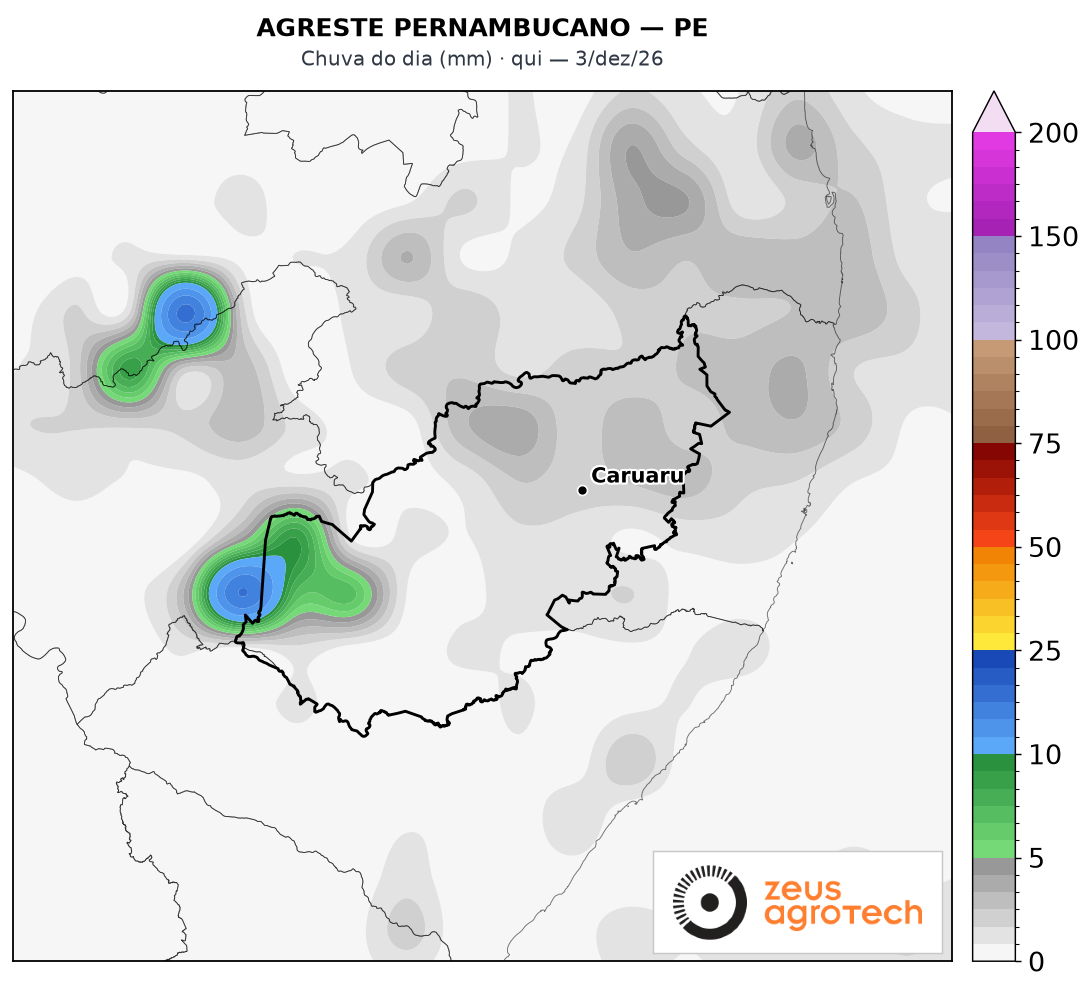 AGRESTE PERNAMBUCANO — PE
Chuva do dia (mm) · qui — 3/dez/26
200
150
100
75
50
25
10
5
0
Caruaru
zeus
agrotech